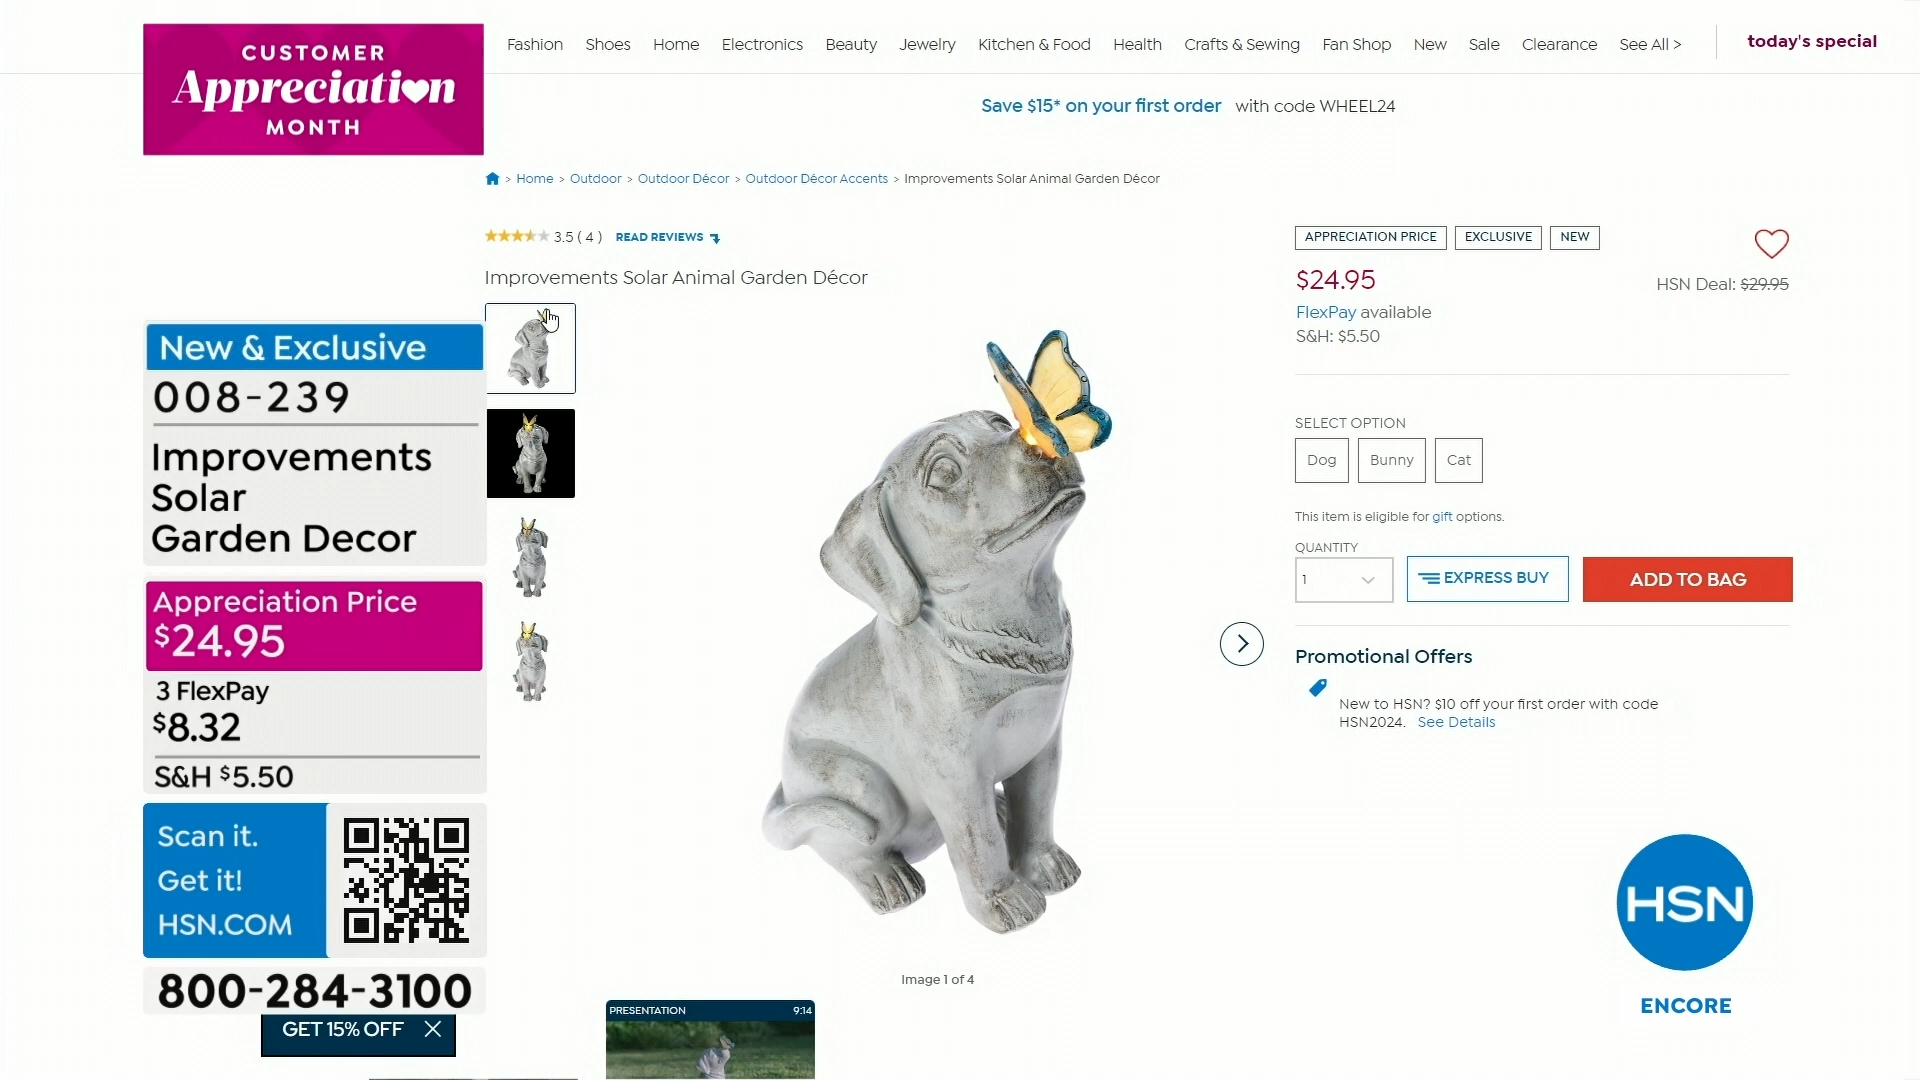 CUSTOMER
Appreciation
MONTH
Fashion Shoes Home Electronics Beauty Jewelry Kitchen & Food Health Crafts & Sewing Fan Shop New Sale Clearance See All > today's special
Save $15* on your first order with code WHEEL24
> Home > Outdoor > Outdoor Décor > Outdoor Décor Accents > Improvements Solar Animal Garden Décor
3.5 ( 4 ) READ REVIEWS
Improvements Solar Animal Garden Décor
APPRECIATION PRICE EXCLUSIVE NEW
$24.95
HSN Deal: $29.95
FlexPay available
S&H: $5.50
SELECT OPTION
Dog Bunny Cat
This item is eligible for gift options.
QUANTITY
1 EXPRESS BUY ADD TO BAG
Promotional Offers
New to HSN? $10 off your first order with code
HSN2024. See Details
New & Exclusive
008-239
Improvements
Solar
Garden Decor
Appreciation Price
$24.95
3 FlexPay
$8.32
S&H $5.50
Scan it.
Get it!
HSN.COM
800-284-3100
GET 15% OFF
Image 1 of 4
PRESENTATION 9:14
HSN
ENCORE